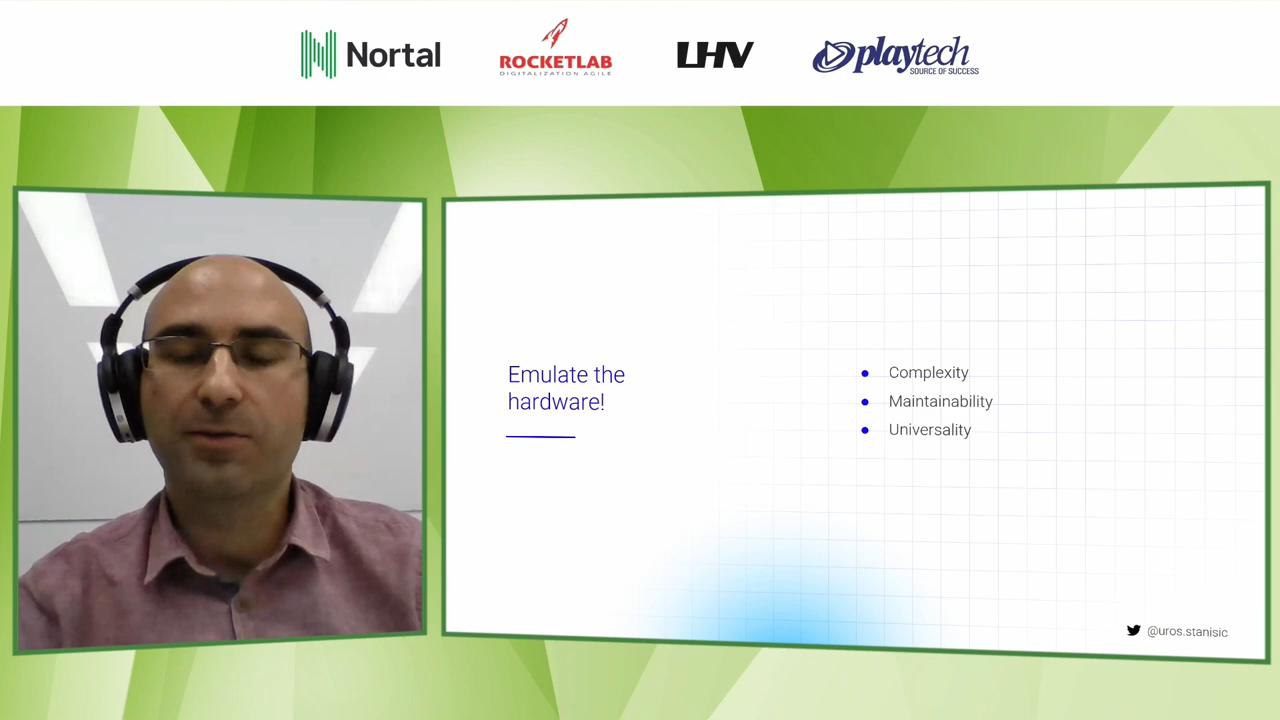 Nortal
ROCKETLAB
DIGITALIZATION AGILE
LHV
playtech
SOURCE OF SUCCESS
Emulate the
hardware!
Complexity
Maintainability
Universality
@uros.stanisic